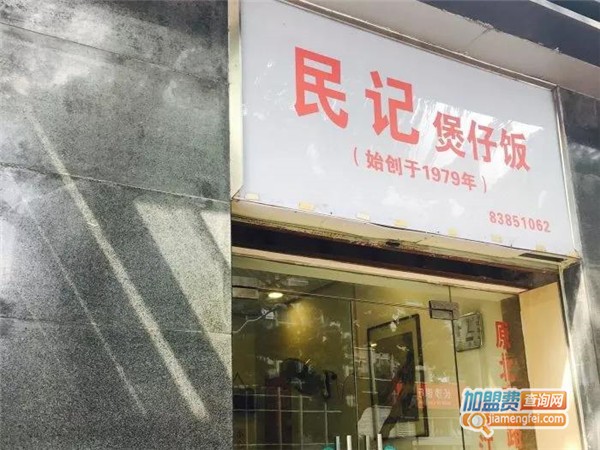 民记煲仔饭
（始创于1979年）
83851062
原
加盟费查询网
jiamengfei.com